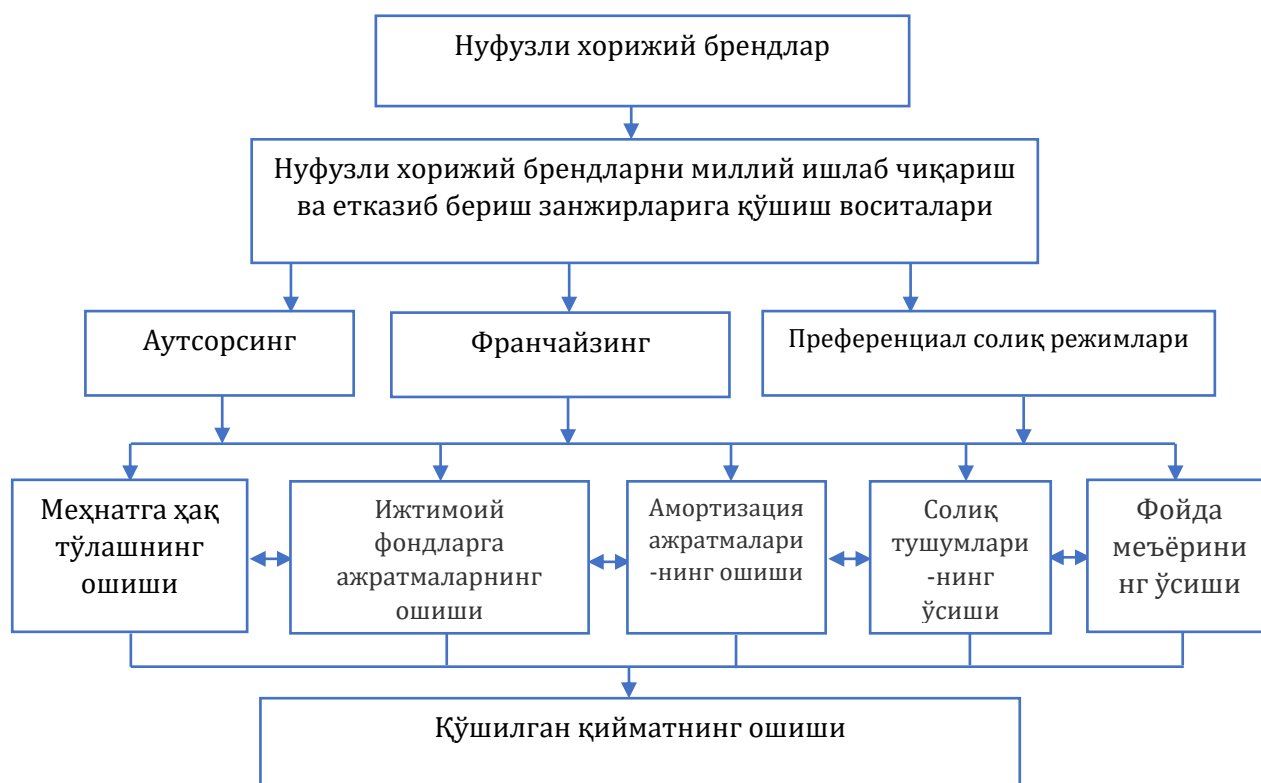 Нуфузли хорижий брендлар
Нуфузли хорижий брендларни миллий ишлаб чиқариш
ва етказиб бериш занжирларига қўшиш воситалари
Аутсорсинг
Франчайзинг
Преференциал солиқ режимлари
Меҳнатга ҳақ
тўлашнинг
ошиши
Ижтимоий
фондларга
ажратмаларнинг
ошиши
Амортизация
ажратмалари
-нинг ошиши
Солиқ
тушумлари
-нинг
ўсиши
Фойда
меъёрини
нг ўсиши
Қўшилган қийматнинг ошиши